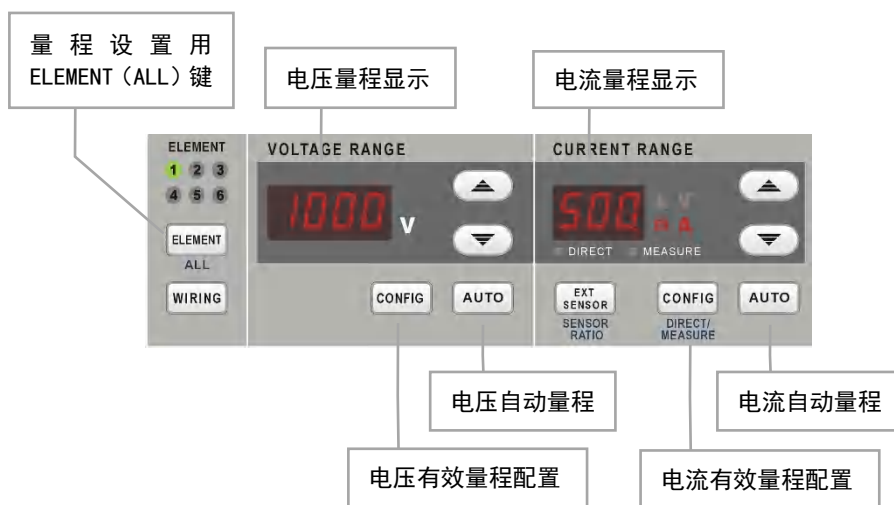 量程设置用
ELEMENT（ALL）键
电压量程显示
电流量程显示
ELEMENT
1 2 3
4 5 6
ELEMENT
ALL
WIRING
VOLTAGE RANGE
1000 V
CONFIG
AUTO
CURRENT RANGE
500
m A
DIRECT
MEASURE
EXT
SENSOR
SENSOR
RATIO
CONFIG
DIRECT/
MEASURE
AUTO
电压自动量程
电流自动量程
电压有效量程配置
电流有效量程配置